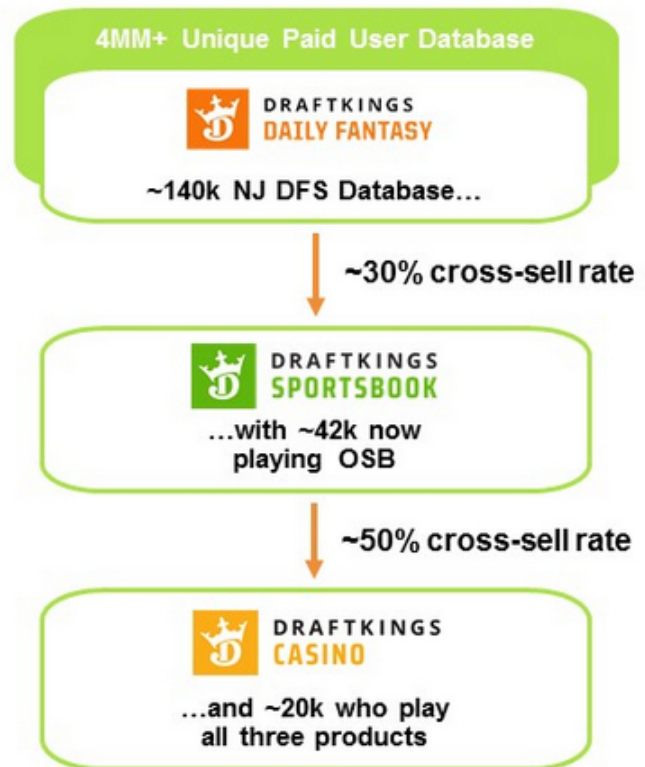 4MM+ Unique Paid User Database
DRAFTKINGS
DAILY FANTASY
~140k NJ DFS Database…
~30% cross-sell rate
DRAFTKINGS
SPORTSBOOK
…with ~42k now
playing OSB
~50% cross-sell rate
DRAFTKINGS
CASINO
…and ~20k who play
all three products